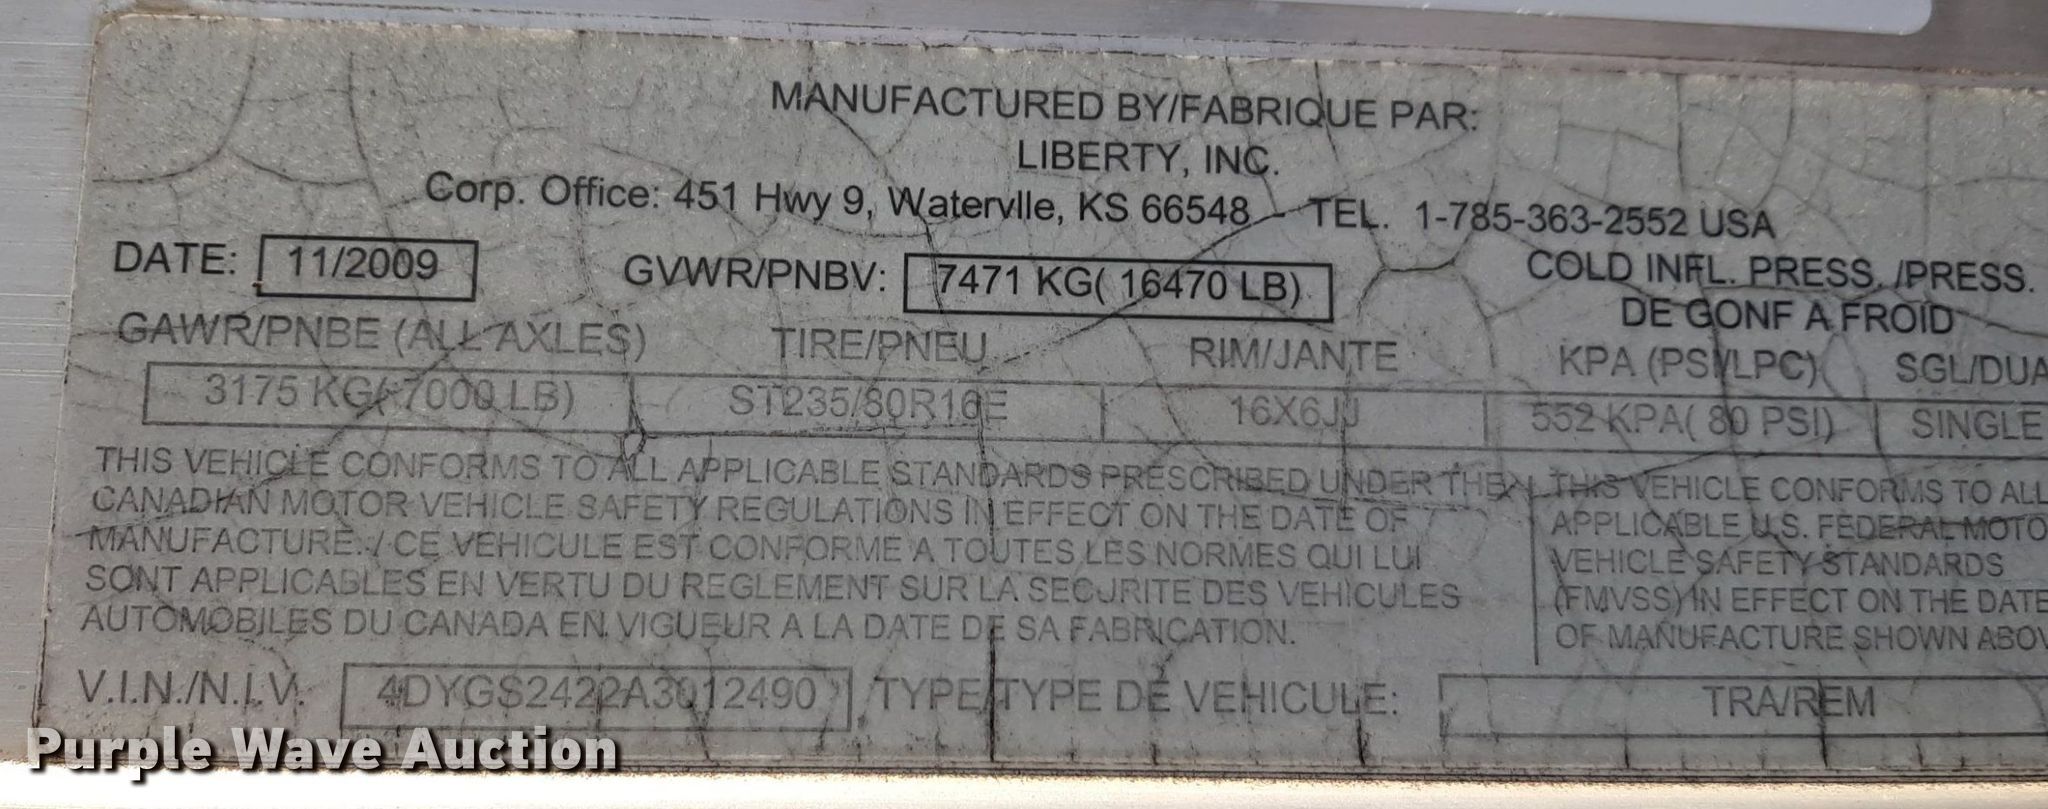 MANUFACTURED BY/FABRIQUE PAR:
LIBERTY, INC.
Corp. Office: 451 Hwy 9, Watervlle, KS 66548 - TEL. 1-785-363-2552 USA
DATE: 11/2009 GVWR/PNBV: 7471 KG( 16470 LB) COLD INFL. PRESS. /PRESS.
DE GONF A FROID
GAWR/PNBE (ALL AXLES) TIRE/PNEU RIM/JANTE KPA (PSI/LPC) SGL/DUA
3175 KG( 7000 LB) ST235/80R16E 16X6JJ 552 KPA( 80 PSI) SINGLE
THIS VEHICLE CONFORMS TO ALL APPLICABLE STANDARDS PRESCRIBED UNDER THE
CANADIAN MOTOR VEHICLE SAFETY REGULATIONS IN EFFECT ON THE DATE OF
MANUFACTURE. / CE VEHICULE EST CONFORME A TOUTES LES NORMES QUI LUI
SONT APPLICABLES EN VERTU DU REGLEMENT SUR LA SECURITE DES VEHICULES
AUTOMOBILES DU CANADA EN VIGUEUR A LA DATE DE SA FABRICATION.
THIS VEHICLE CONFORMS TO ALL
APPLICABLE U.S. FEDERAL MOTO
VEHICLE SAFETY STANDARDS
(FMVSS) IN EFFECT ON THE DATE
OF MANUFACTURE SHOWN ABOV
V.I.N./N.I.V. 4DYGS2422A3012490 TYPE/TYPE DE VEHICULE: TRA/REM
Purple Wave Auction